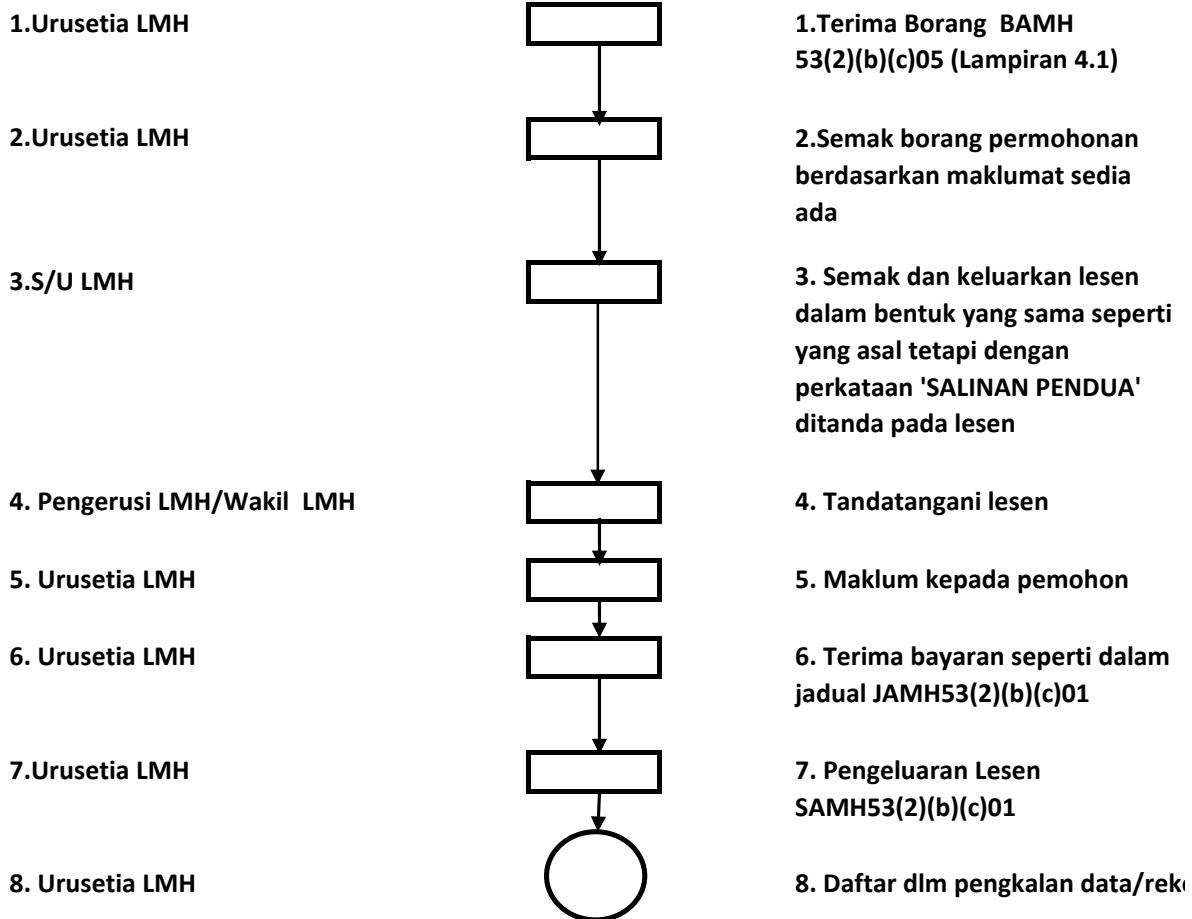 1.Urusetia LMH
1.Terima Borang BAMH
53(2)(b)(c)05 (Lampiran 4.1)
2.Urusetia LMH
2.Semak borang permohonan
berdasarkan maklumat sedia
ada
3.S/U LMH
3. Semak dan keluarkan lesen
dalam bentuk yang sama seperti
yang asal tetapi dengan
perkataan 'SALINAN PENDUA'
ditanda pada lesen
4. Pengerusi LMH/Wakil LMH
4. Tandatangani lesen
5. Urusetia LMH
5. Maklum kepada pemohon
6. Urusetia LMH
6. Terima bayaran seperti dalam
jadual JAMH53(2)(b)(c)01
7.Urusetia LMH
7. Pengeluaran Lesen
SAMH53(2)(b)(c)01
8. Urusetia LMH
8. Daftar dlm pengkalan